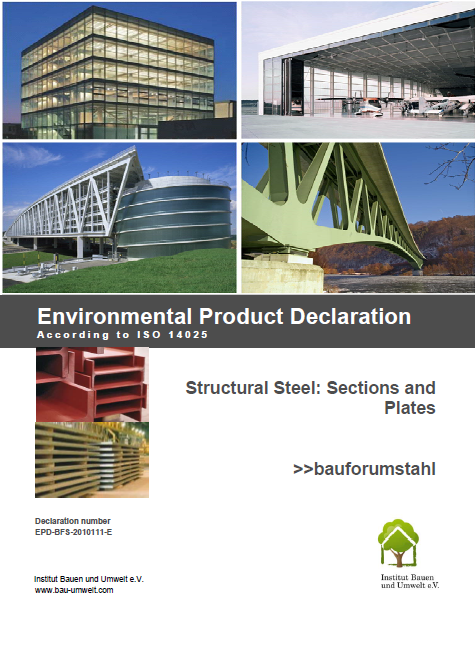 Environmental Product Declaration
According to ISO 14025
Structural Steel: Sections and
Plates
>>bauforumstahl
Declaration number
EPD-BFS-2010111-E
Institut Bauen und Umwelt e.V.
www.bau-umwelt.com
Institut Bauen
und Umwelt e.V.